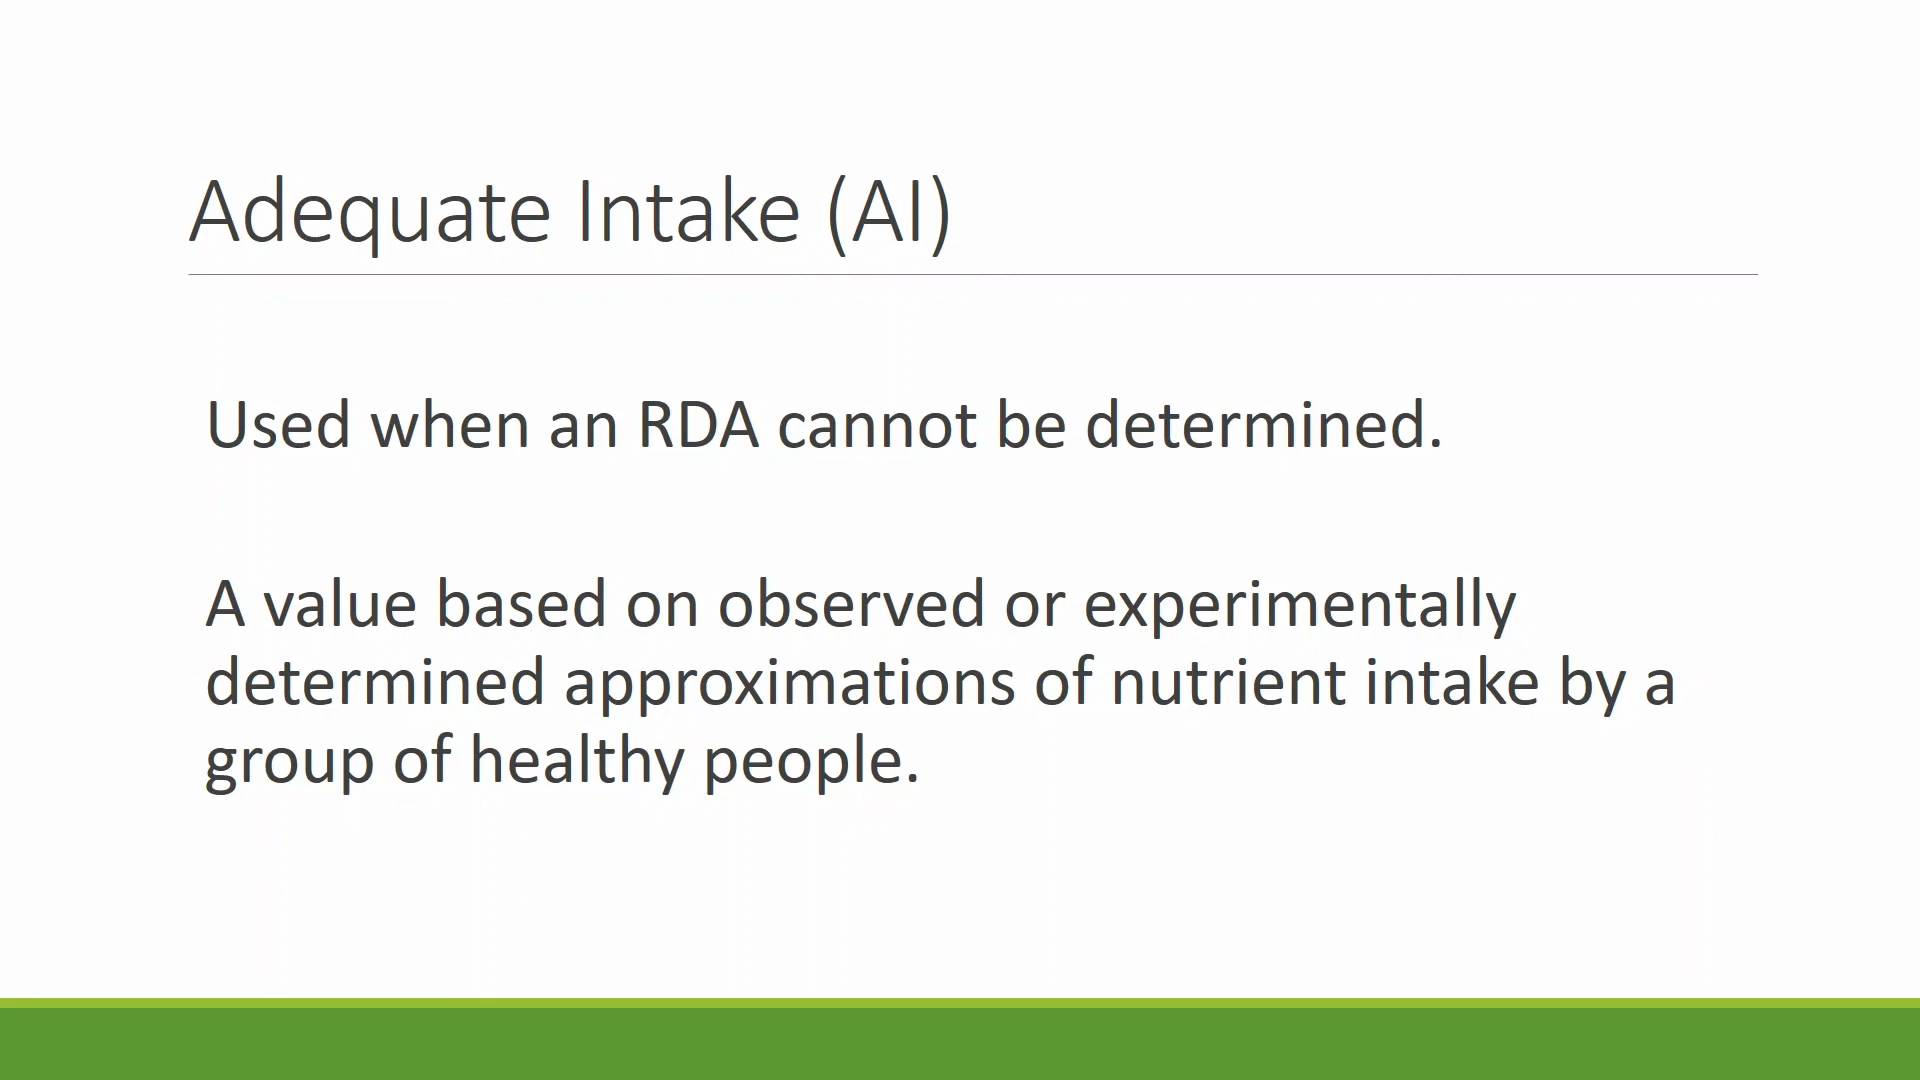 Adequate Intake (AI)
Used when an RDA cannot be determined.
A value based on observed or experimentally
determined approximations of nutrient intake by a
group of healthy people.